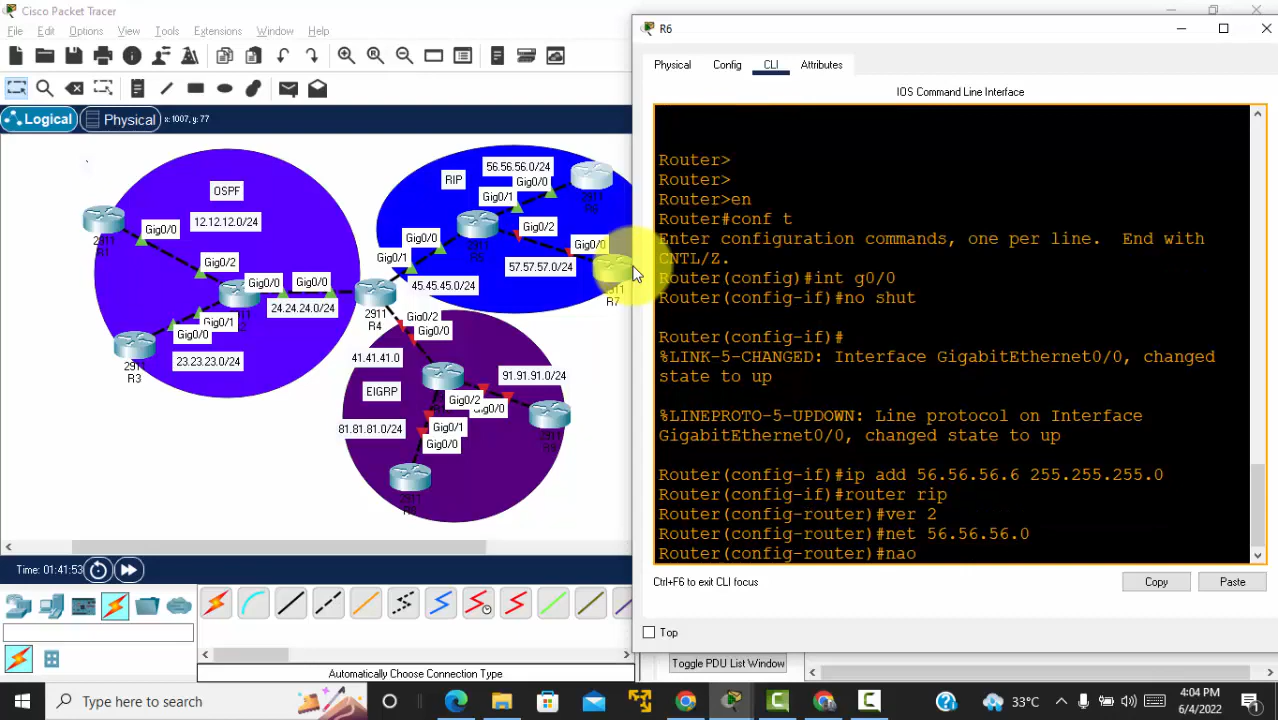 Cisco Packet Tracer
File Edit Options View Tools Extensions Window Help
Logical Physical x: 1007, y: 77
OSPF
12.12.12.0/24
2911
Gig0/0
Gig0/2
Gig0/0
Gig0/0
24.24.24.0/24
Gig0/1
Gig0/0
2911
R3
23.23.23.0/24
RIP
56.56.56.0/24
Gig0/0
Gig0/1
2911
Gig0/2
2911
R5
Gig0/0
57.57.57.0/24
R7
Gig0/0
Gig0/1
45.45.45.0/24
2911
R4
Gig0/2
Gig0/0
41.41.41.0
EIGRP
91.91.91.0/24
Gig0/2
Gig0/0
2911
81.81.81.0/24
Gig0/1
Gig0/0
2911
Time: 01:41:53
Automatically Choose Connection Type
R6
Physical Config CLI Attributes
IOS Command Line Interface
Router>
Router>
Router>en
Router#conf t
Enter configuration commands, one per line. End with
CNTL/Z.
Router(config)#int g0/0
Router(config-if)#no shut
Router(config-if)#
%LINK-5-CHANGED: Interface GigabitEthernet0/0, changed
state to up
%LINEPROTO-5-UPDOWN: Line protocol on Interface
GigabitEthernet0/0, changed state to up
Router(config-if)#ip add 56.56.56.6 255.255.255.0
Router(config-if)#router rip
Router(config-router)#ver 2
Router(config-router)#net 56.56.56.0
Router(config-router)#nao
Ctrl+F6 to exit CLI focus
Copy Paste
Top
Toggle PDU List Window
Type here to search
33°C
4:04 PM
6/4/2022